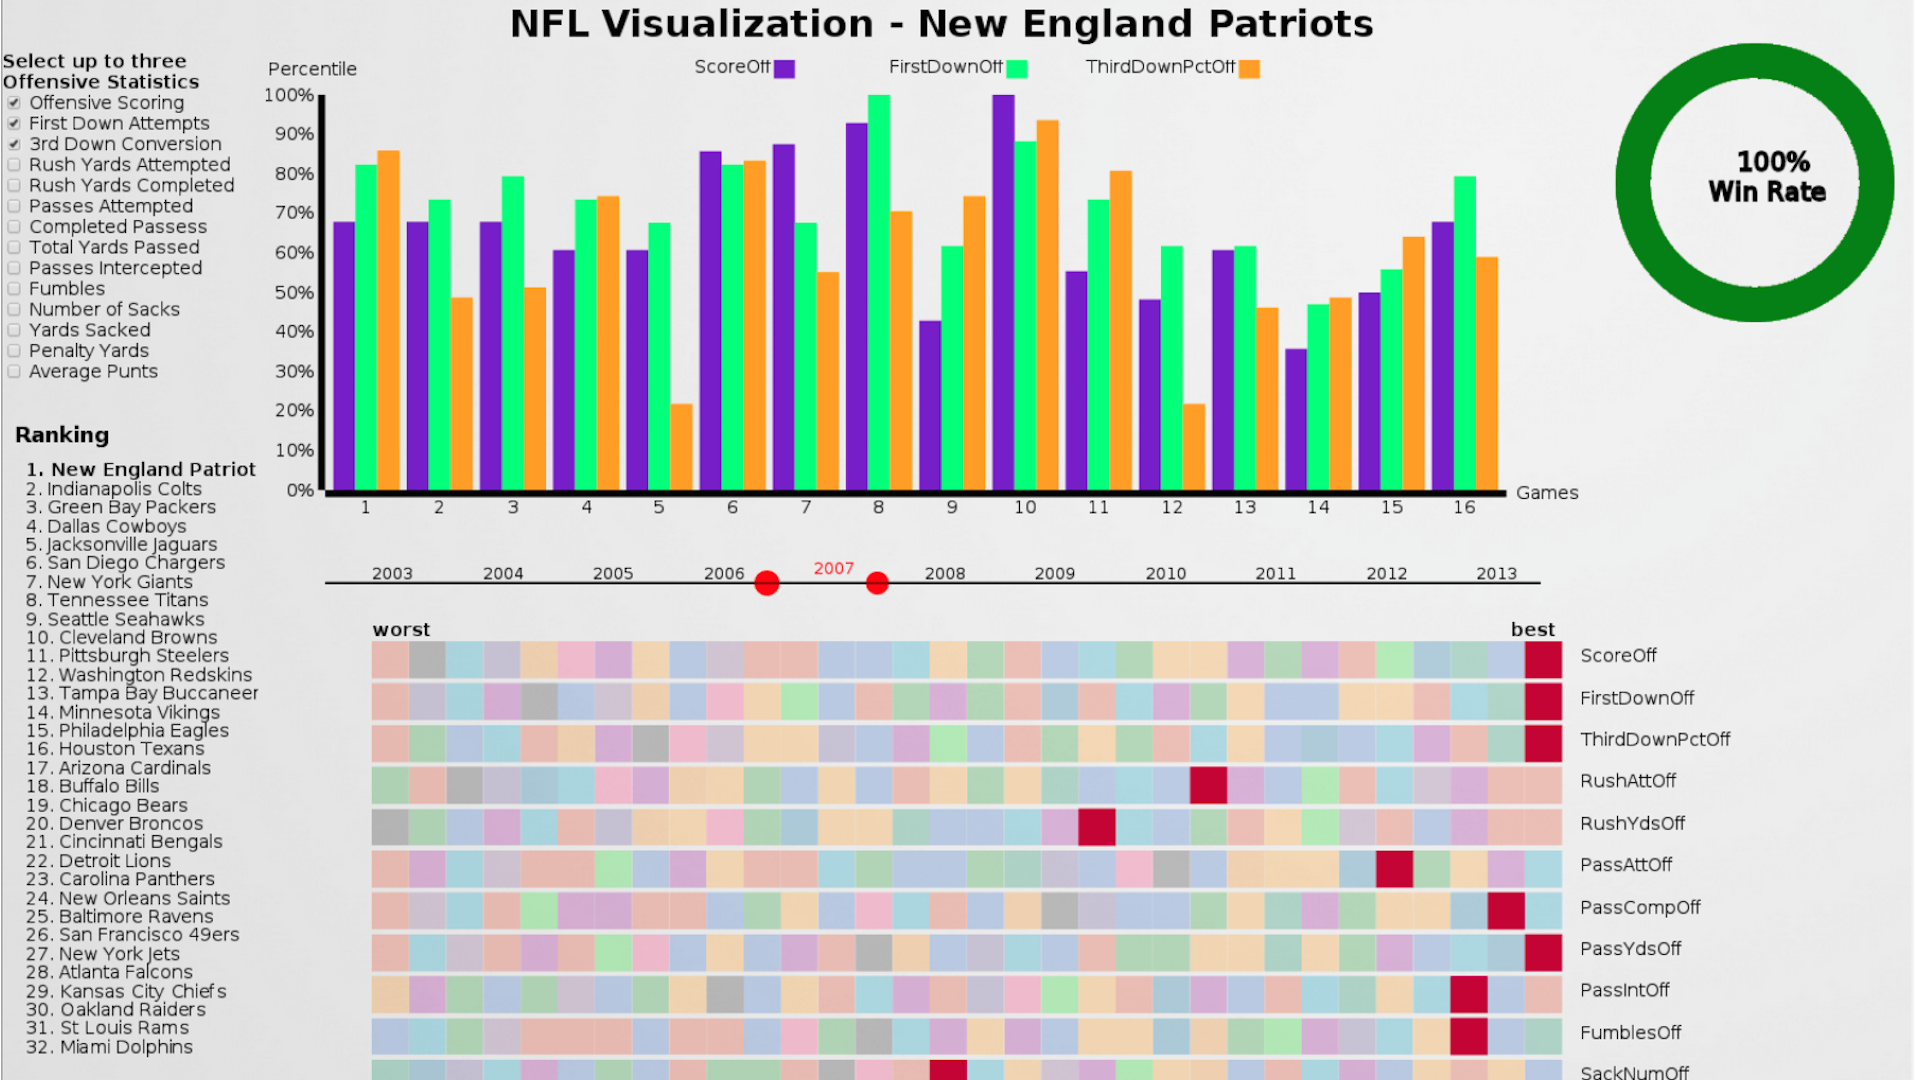 NFL Visualization - New England Patriots
Select up to three
Offensive Statistics
Offensive Scoring
First Down Attempts
3rd Down Conversion
Rush Yards Attempted
Rush Yards Completed
Passes Attempted
Completed Passess
Total Yards Passed
Passes Intercepted
Fumbles
Number of Sacks
Yards Sacked
Penalty Yards
Average Punts
Ranking
1. New England Patriot
2. Indianapolis Colts
3. Green Bay Packers
4. Dallas Cowboys
5. Jacksonville Jaguars
6. San Diego Chargers
7. New York Giants
8. Tennessee Titans
9. Seattle Seahawks
10. Cleveland Browns
11. Pittsburgh Steelers
12. Washington Redskins
13. Tampa Bay Buccaneer
14. Minnesota Vikings
15. Philadelphia Eagles
16. Houston Texans
17. Arizona Cardinals
18. Buffalo Bills
19. Chicago Bears
20. Denver Broncos
21. Cincinnati Bengals
22. Detroit Lions
23. Carolina Panthers
24. New Orleans Saints
25. Baltimore Ravens
26. San Francisco 49ers
27. New York Jets
28. Atlanta Falcons
29. Kansas City Chiefs
30. Oakland Raiders
31. St Louis Rams
32. Miami Dolphins
Percentile
ScoreOff FirstDownOff ThirdDownPctOff
100%
90%
80%
70%
60%
50%
40%
30%
20%
10%
0%
1 2 3 4 5 6 7 8 9 10 11 12 13 14 15 16
Games
100%
Win Rate
2003 2004 2005 2006 2007 2008 2009 2010 2011 2012 2013
worst best
ScoreOff
FirstDownOff
ThirdDownPctOff
RushAttOff
RushYdsOff
PassAttOff
PassCompOff
PassYdsOff
PassIntOff
FumblesOff
SackNumOff